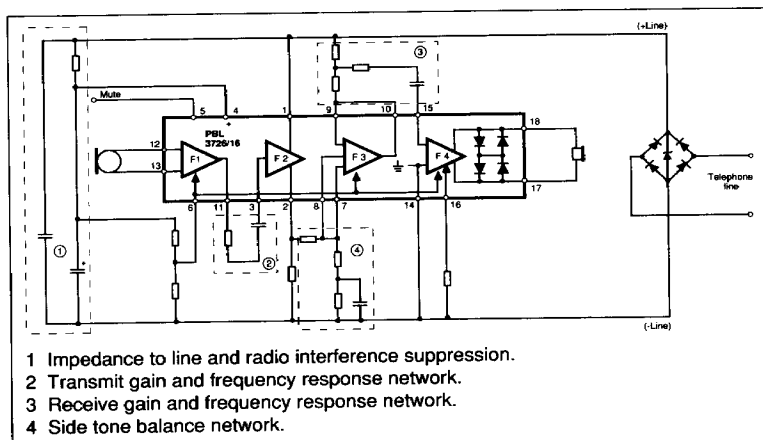 (+Line)
③
Mute
5 4 1 9 10 15
+
PBL
3726/16
18
12
13
F1 F2 F3 F4
17
Telephone
line
6 11 3 2 8 7 14 16
①
+
②
④
(-Line)
1 Impedance to line and radio interference suppression.
2 Transmit gain and frequency response network.
3 Receive gain and frequency response network.
4 Side tone balance network.